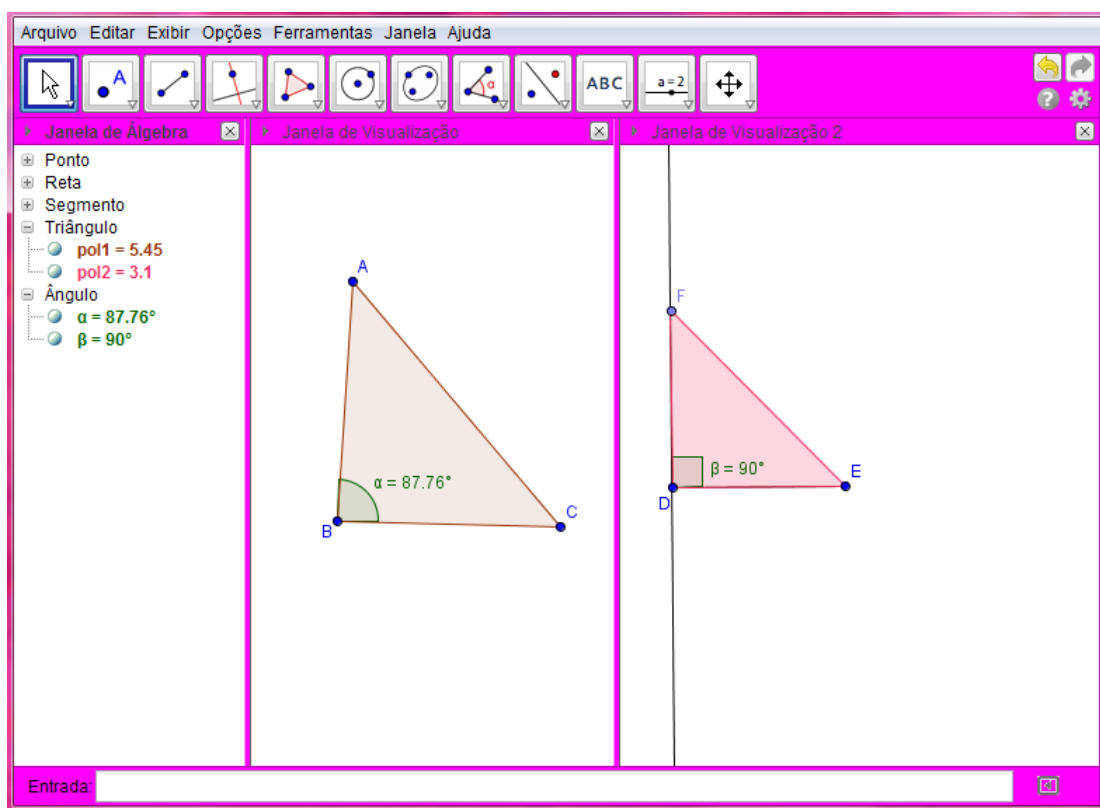 Arquivo Editar Exibir Opções Ferramentas Janela Ajuda
A α ABC a=2
Janela de Álgebra
Janela de Visualização
Janela de Visualização 2
Ponto
Reta
Segmento
Triângulo
pol1 = 5.45
pol2 = 3.1
Ângulo
α = 87.76°
β = 90°
A
α = 87.76°
B
C
F
β = 90°
D
E
Entrada: